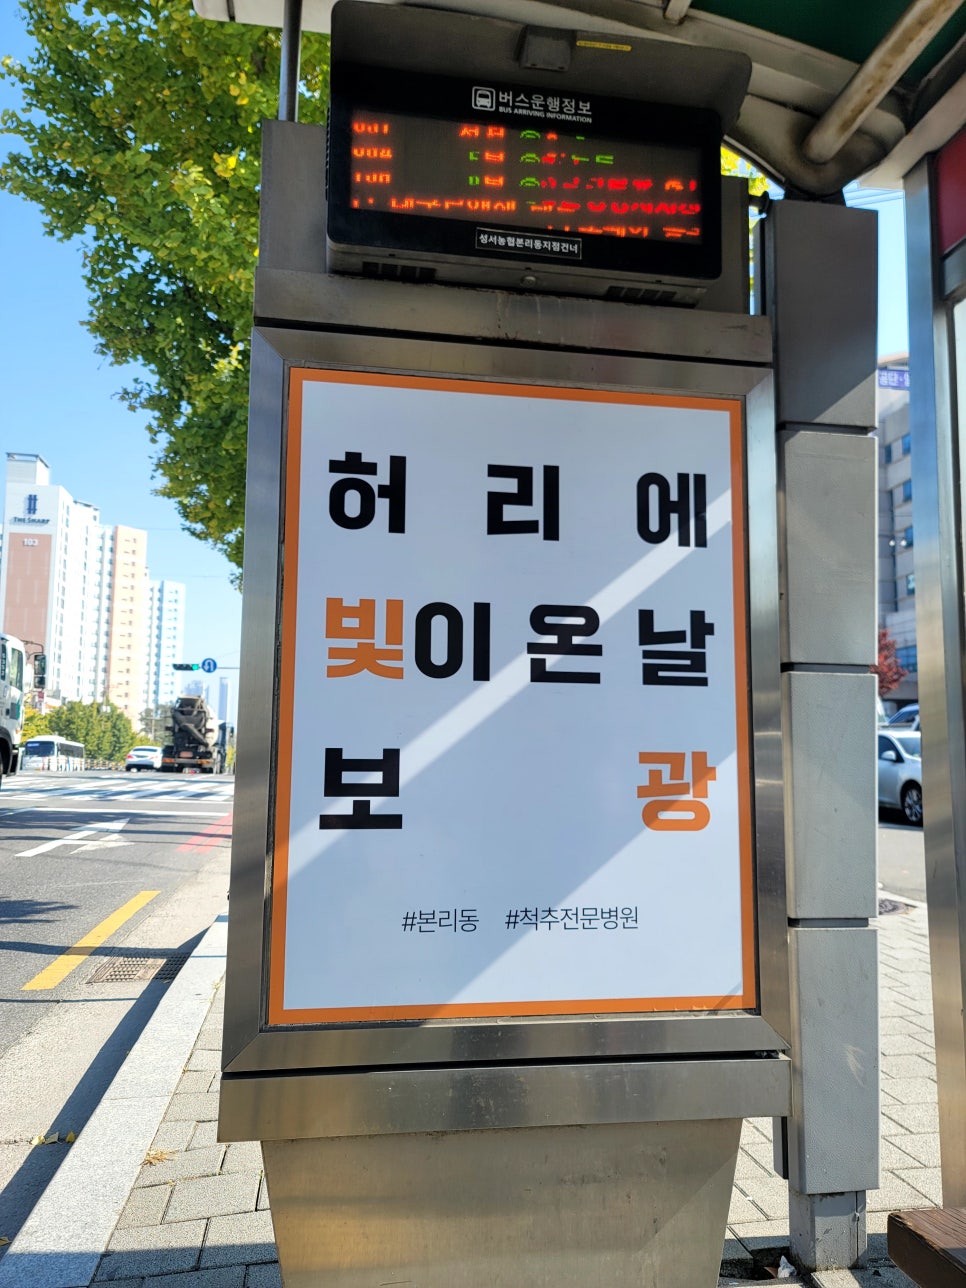 버스운행정보
BUS ARRIVING INFORMATION
성서농협본리동지점건너
허리에
빛이온날
보광
#본리동 #척추전문병원
THE SHARP
103